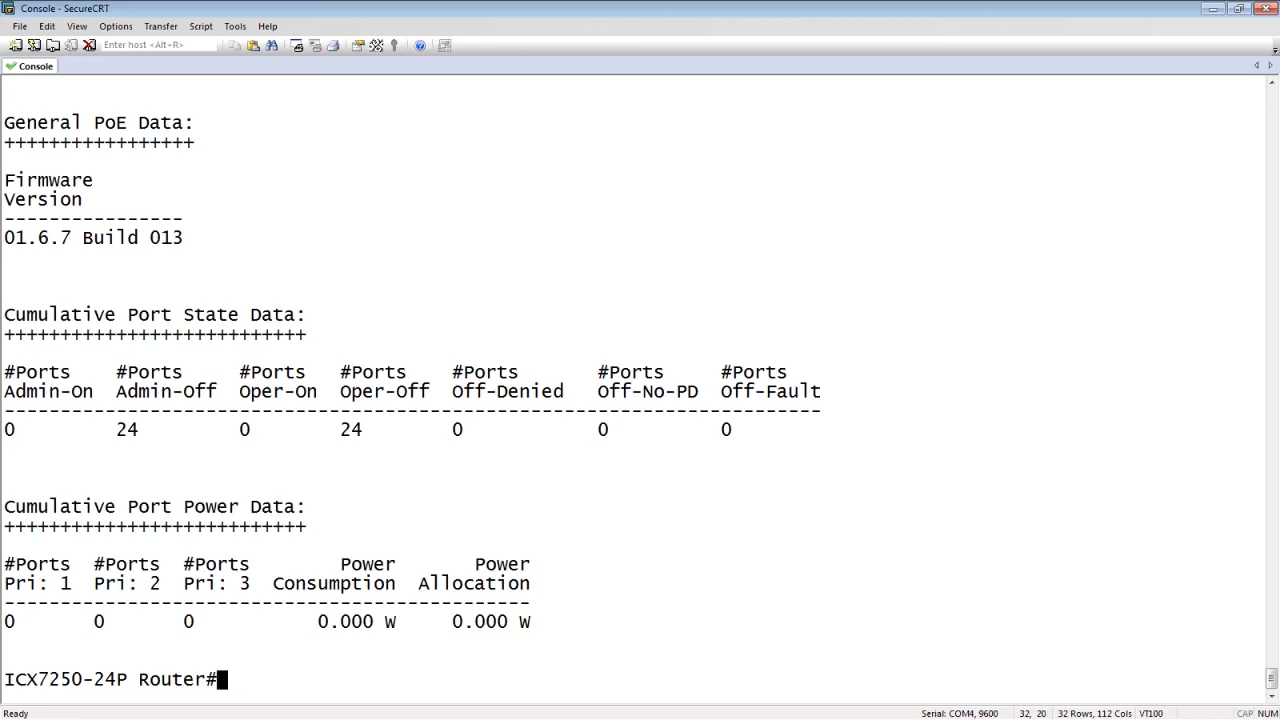 Console - SecureCRT
File Edit View Options Transfer Script Tools Help
Enter host <Alt+R>
Console
General PoE Data:
+++++++++++++++++
Firmware
Version
----------------
01.6.7 Build 013
Cumulative Port State Data:
+++++++++++++++++++++++++++
#Ports #Ports #Ports #Ports #Ports #Ports #Ports
Admin-On Admin-Off Oper-On Oper-Off Off-Denied Off-No-PD Off-Fault
-------------------------------------------------------------------------
0 24 0 24 0 0 0
Cumulative Port Power Data:
+++++++++++++++++++++++++++
#Ports #Ports #Ports Power Power
Pri: 1 Pri: 2 Pri: 3 Consumption Allocation
-----------------------------------------------
0 0 0 0.000 W 0.000 W
ICX7250-24P Router#
Ready Serial: COM4, 9600 32, 20 32 Rows, 112 Cols VT100 CAP NUM